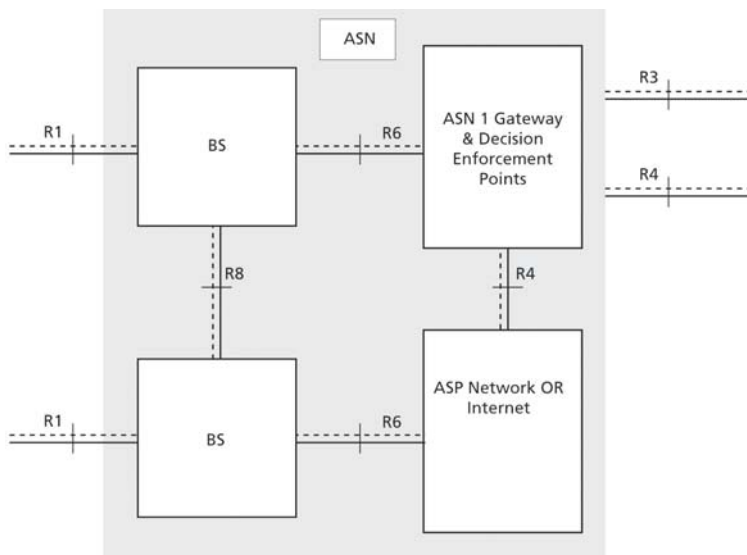 ASN
R3
R1
BS
R6
ASN 1 Gateway
& Decision
Enforcement
Points
R4
R8
R4
R1
BS
R6
ASP Network OR
Internet